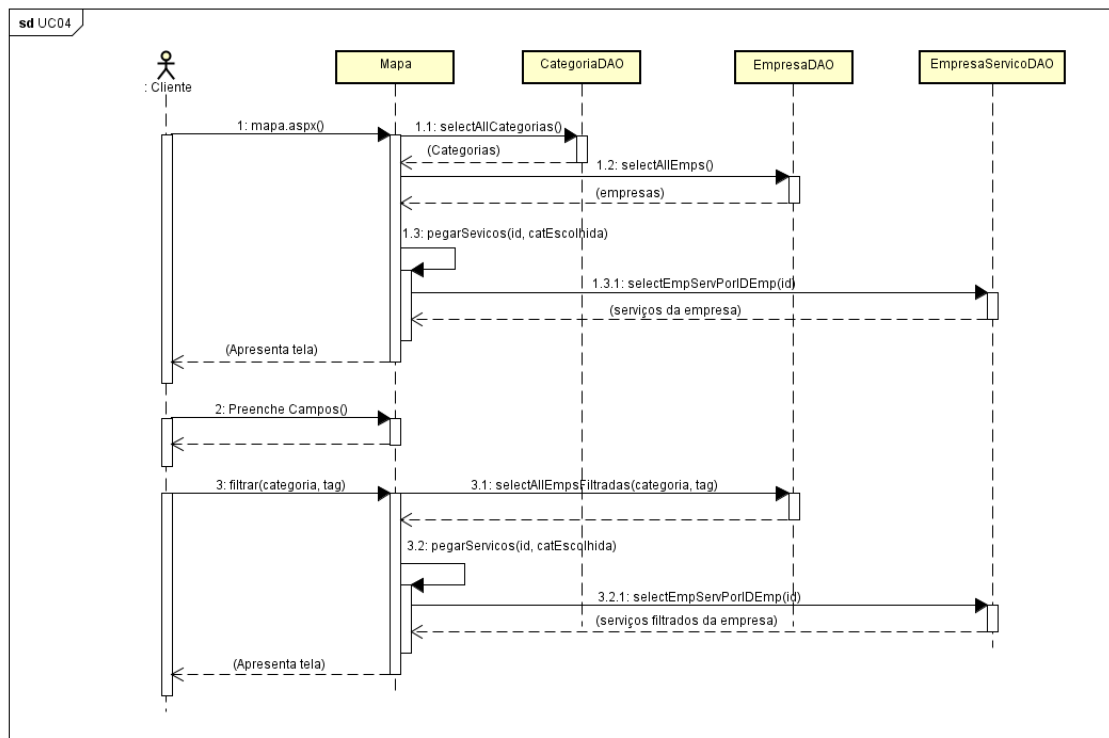 sd UC04
: Cliente
Mapa
CategoriaDAO
EmpresaDAO
EmpresaServicoDAO
1: mapa.aspx()
1.1: selectAllCategorias()
(Categorias)
1.2: selectAllEmps()
(empresas)
1.3: pegarSevicos(id, catEscolhida)
1.3.1: selectEmpServPorIDEmp(id)
(serviços da empresa)
(Apresenta tela)
2: Preenche Campos()
3: filtrar(categoria, tag)
3.1: selectAllEmpsFiltradas(categoria, tag)
3.2: pegarServicos(id, catEscolhida)
3.2.1: selectEmpServPorIDEmp(id)
(serviços filtrados da empresa)
(Apresenta tela)